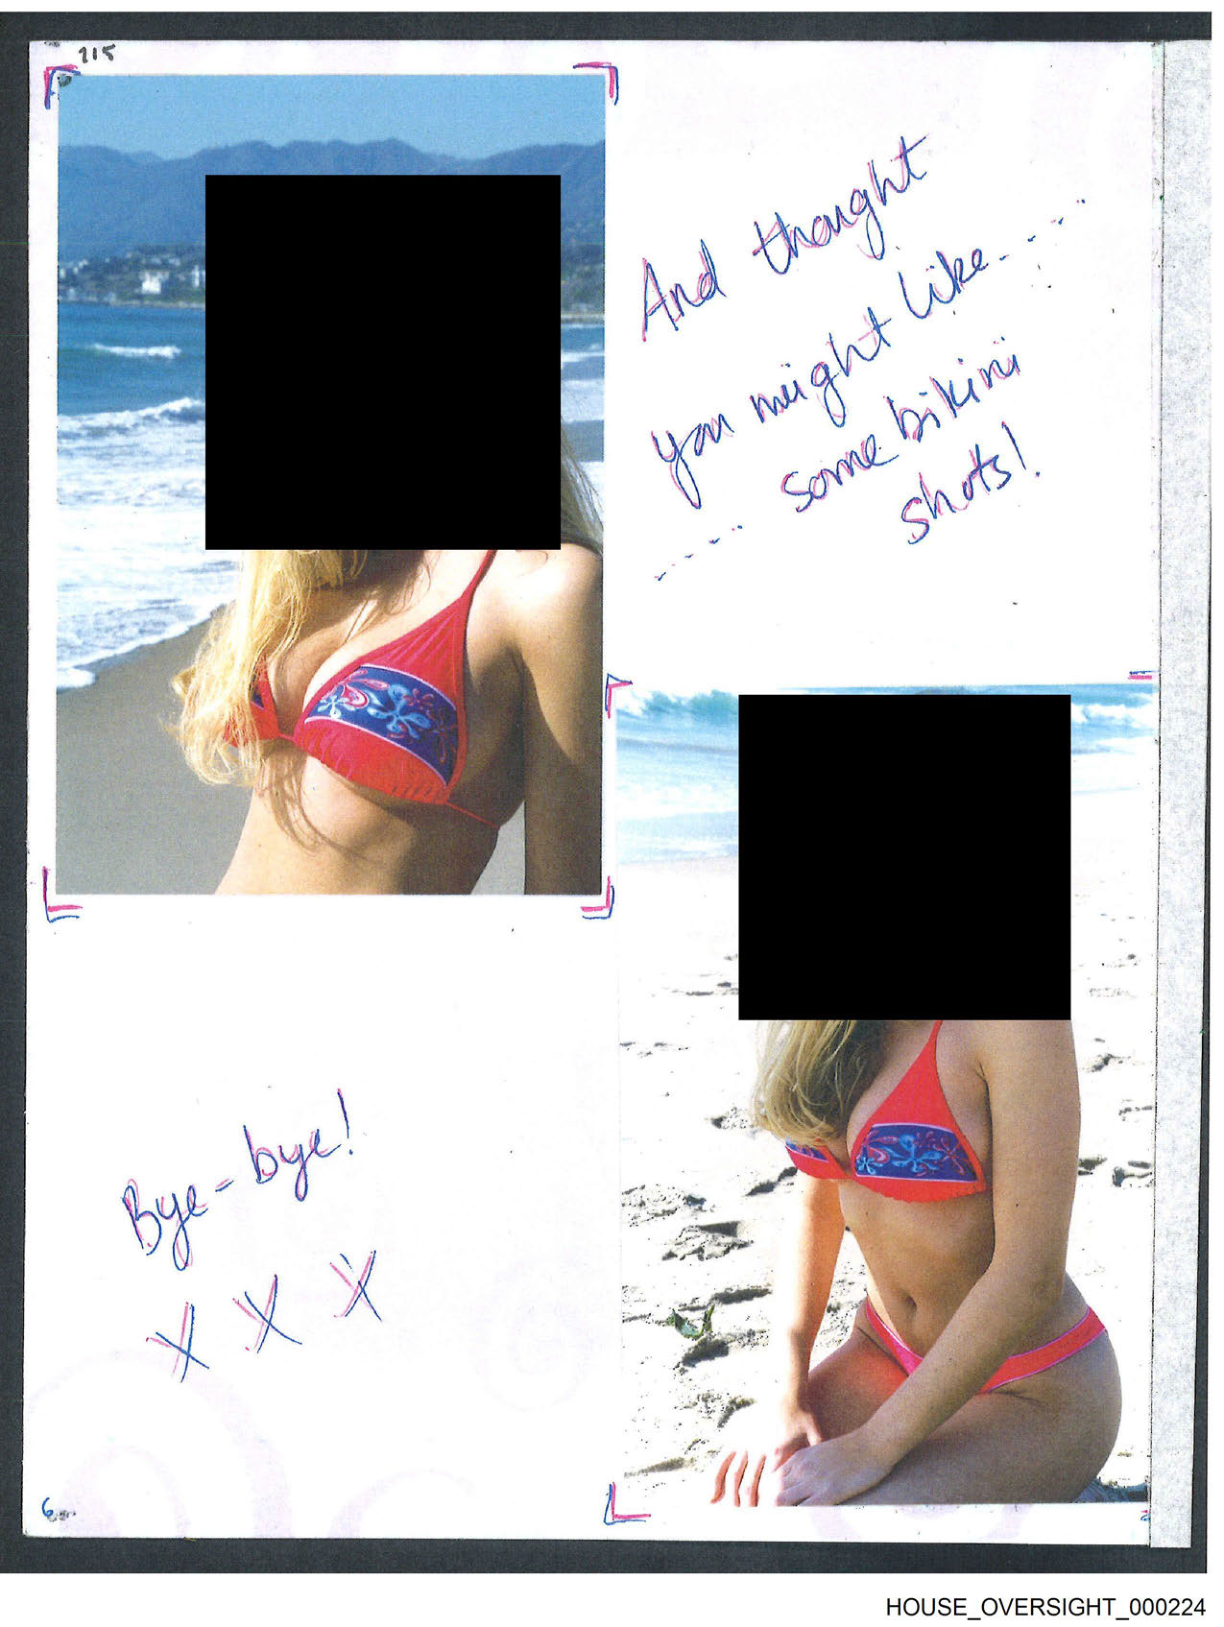 215
And thought
you might like.....
..... some bikini
shots!
Bye-bye!
X X X
6
HOUSE_OVERSIGHT_000224